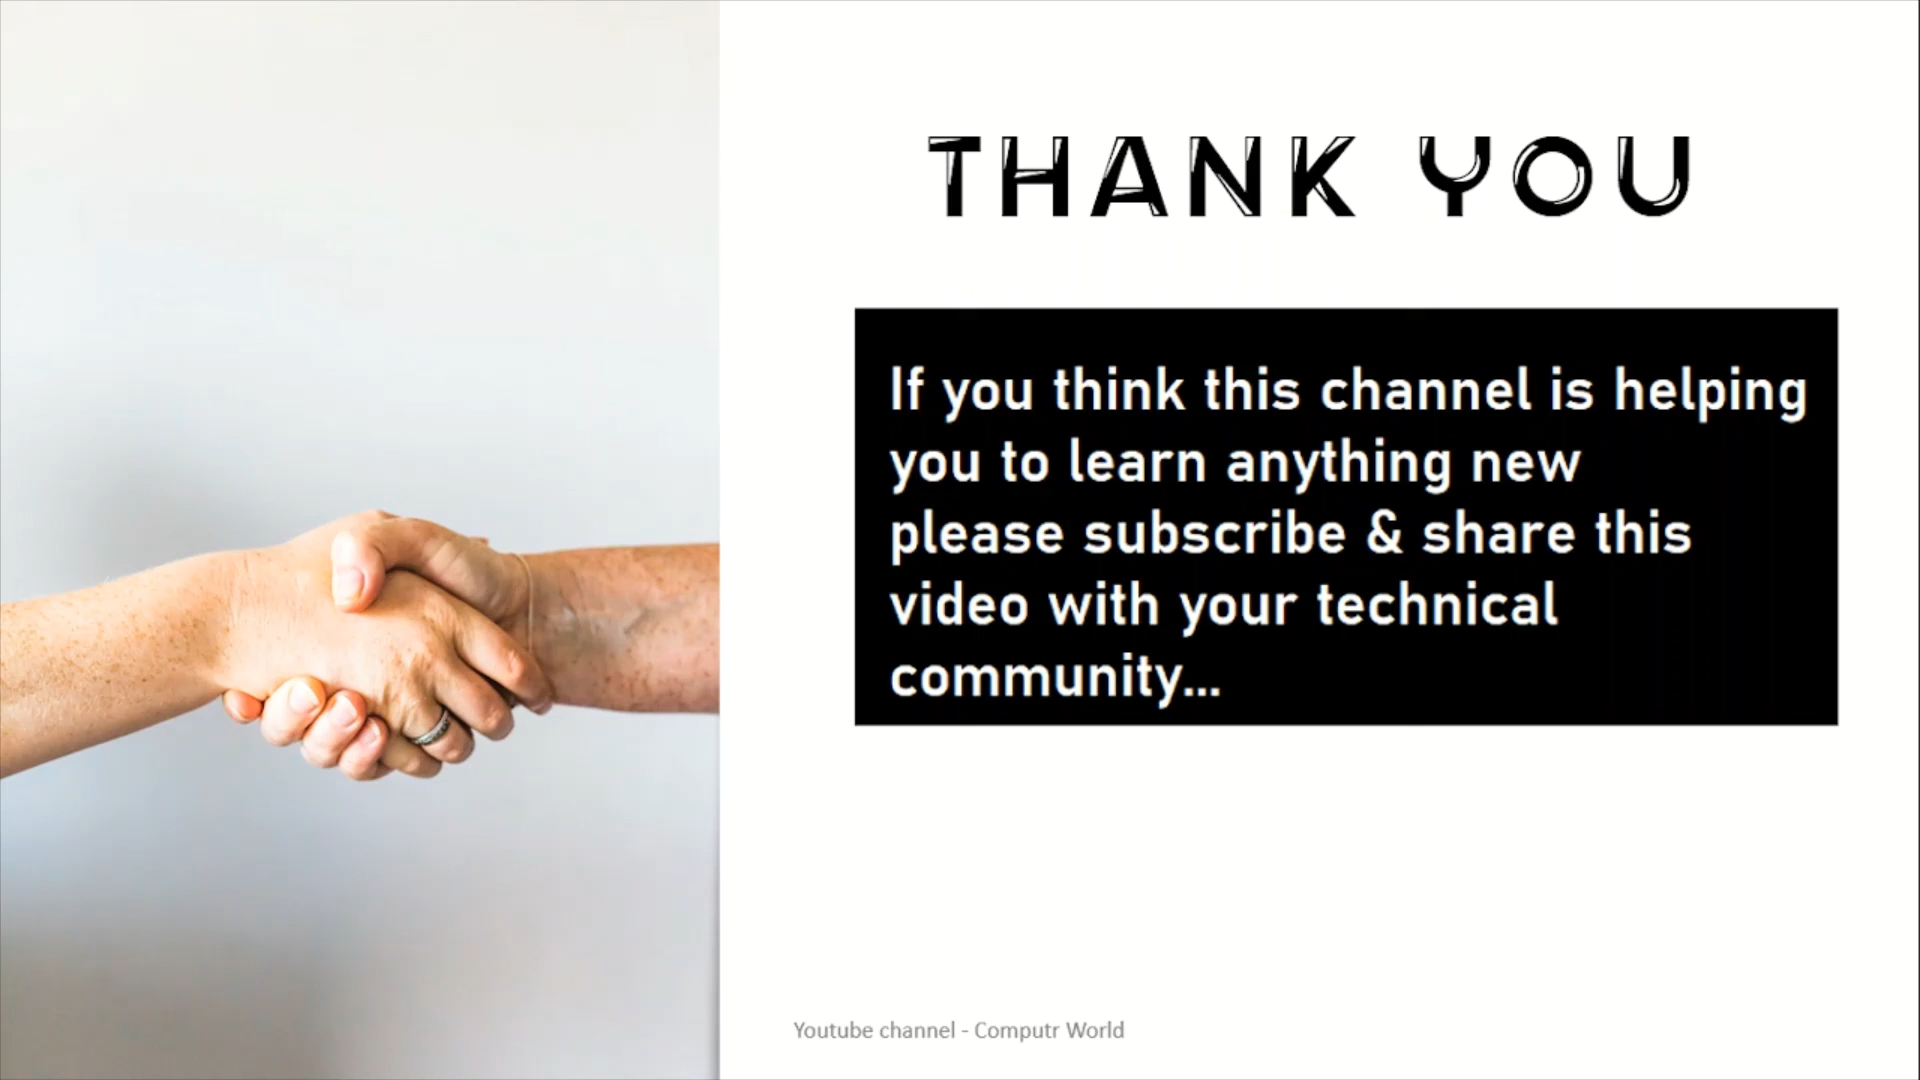 THANK YOU
If you think this channel is helping
you to learn anything new
please subscribe & share this
video with your technical
community...
Youtube channel - Computr World